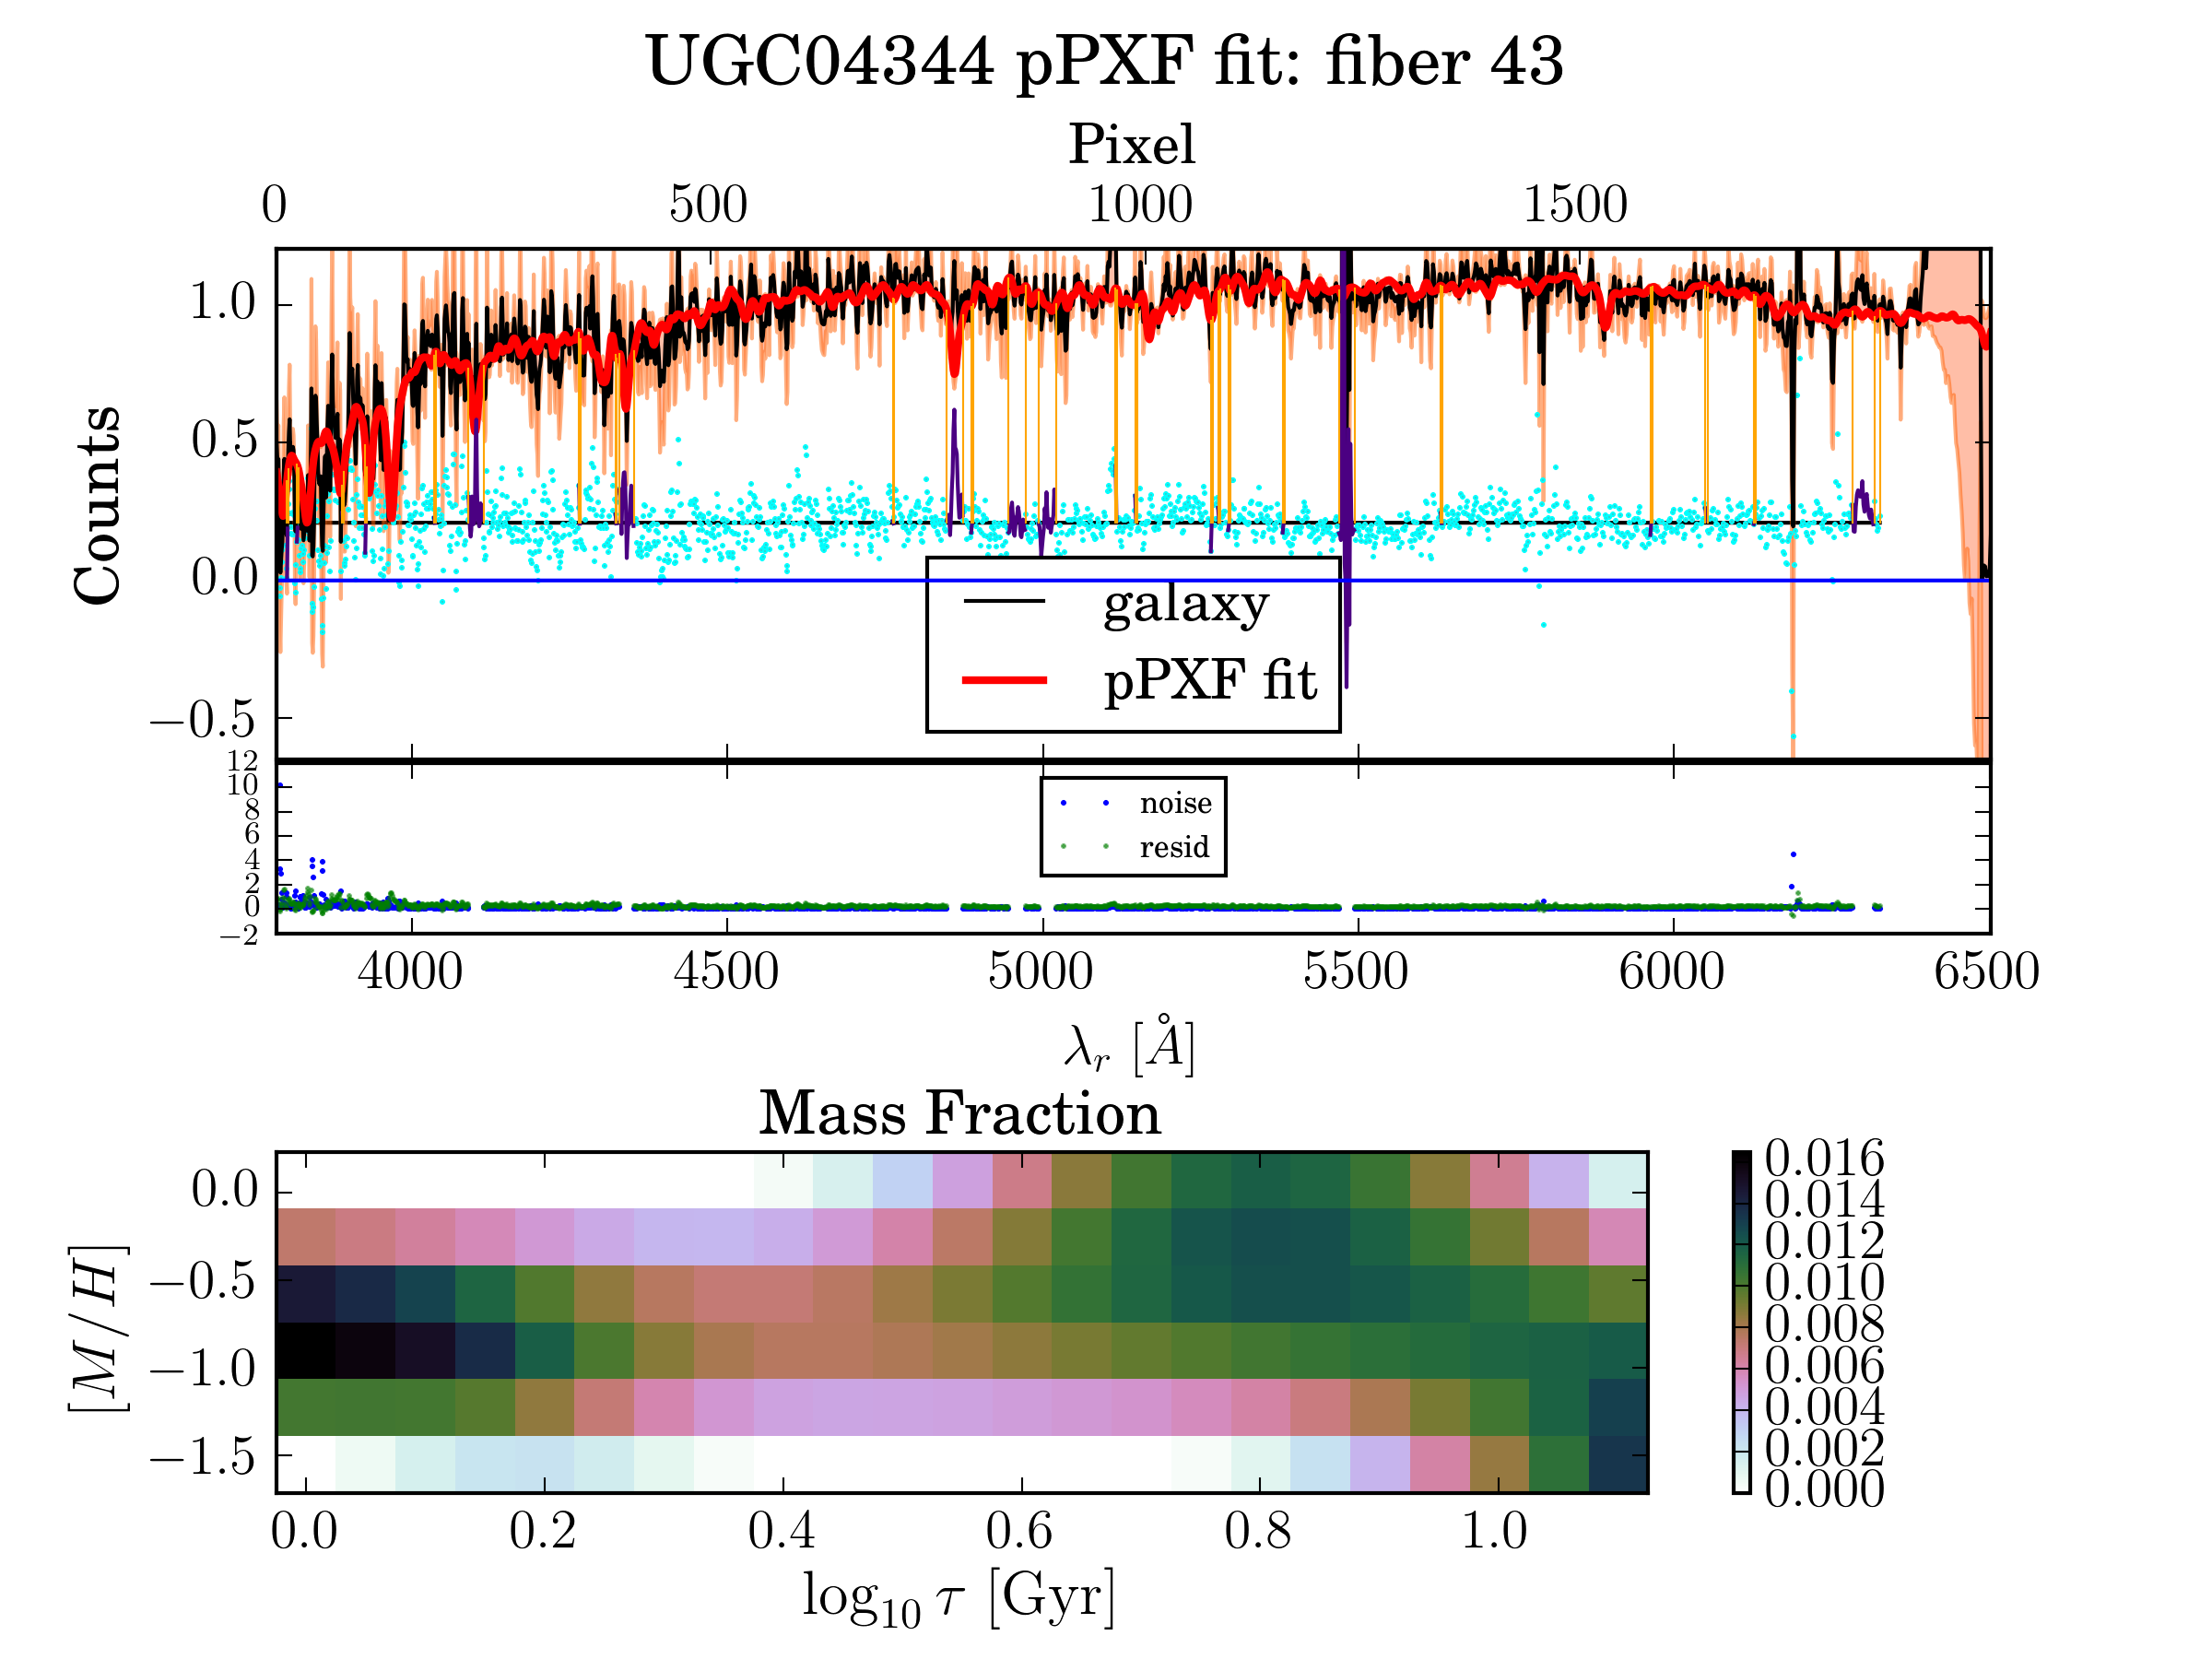 UGC04344 pPXF fit: fiber 43
Pixel
0 500 1000 1500
Counts
1.0
0.5
0.0
−0.5
galaxy
pPXF fit
12
10
8
6
4
2
0
−2
noise
resid
4000 4500 5000 5500 6000 6500
λr [Å]
Mass Fraction
[M/H]
0.0
−0.5
−1.0
−1.5
0.0 0.2 0.4 0.6 0.8 1.0
log10 τ [Gyr]
0.016
0.014
0.012
0.010
0.008
0.006
0.004
0.002
0.000